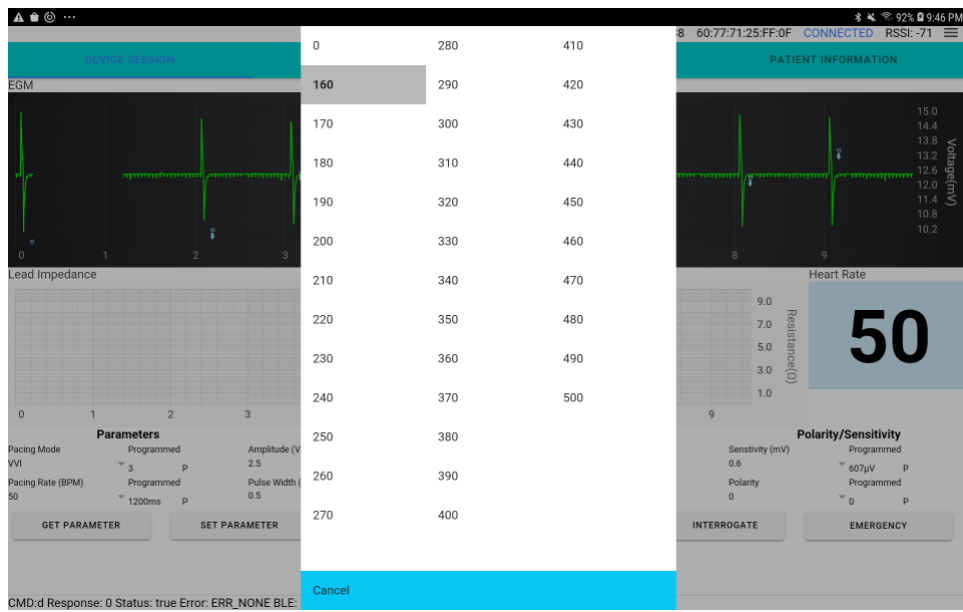 92% 9:46 PM
60:77:71:25:FF:0F CONNECTED RSSI: -71
DEVICE SESSION
PATIENT INFORMATION
EGM
15.0
14.4
13.8
13.2
12.6
12.0
11.4
10.8
10.2
Voltage(mV)
0 1 2 3 8 9
Lead Impedance
Heart Rate
9.0
7.0
5.0
3.0
1.0
Resistance(Ω)
50
0 1 2 3 9
0 280 410
160 290 420
170 300 430
180 310 440
190 320 450
200 330 460
210 340 470
220 350 480
230 360 490
240 370 500
250 380
260 390
270 400
Cancel
Parameters
Polarity/Sensitivity
Pacing Mode Programmed Amplitude (V
VVI 3 P 2.5
Pacing Rate (BPM) Programmed Pulse Width (
50 1200ms P 0.5
Senstivity (mV) Programmed
0.6 607µV P
Polarity Programmed
0 0 P
GET PARAMETER SET PARAMETER INTERROGATE EMERGENCY
CMD:d Response: 0 Status: true Error: ERR_NONE BLE: